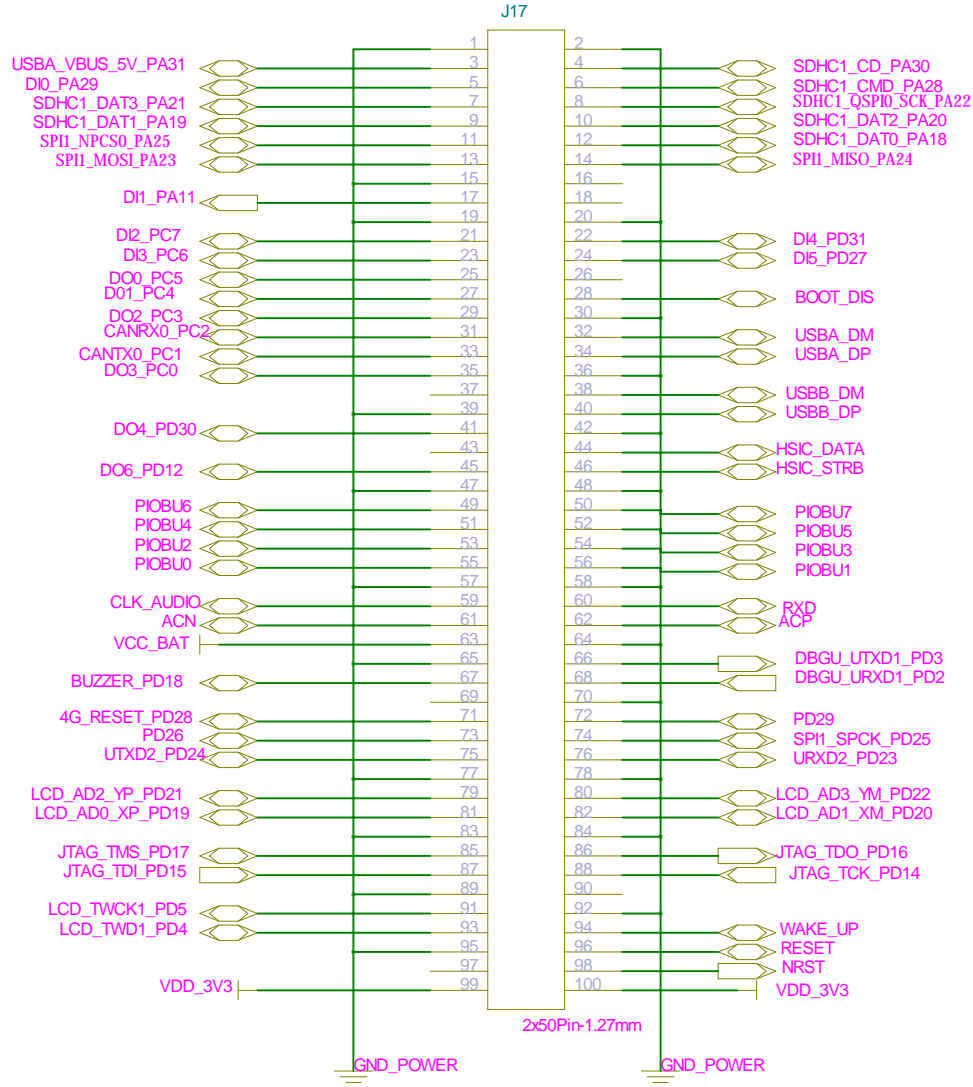 J17
1 2
USBA_VBUS_5V_PA31 3 4 SDHC1_CD_PA30
DI0_PA29 5 6 SDHC1_CMD_PA28
SDHC1_DAT3_PA21 7 8 SDHC1_QSPI0_SCK_PA22
SDHC1_DAT1_PA19 9 10 SDHC1_DAT2_PA20
SPI1_NPCS0_PA25 11 12 SDHC1_DAT0_PA18
SPI1_MOSI_PA23 13 14 SPI1_MISO_PA24
15 16
DI1_PA11 17 18
19 20
DI2_PC7 21 22 DI4_PD31
DI3_PC6 23 24 DI5_PD27
DO0_PC5 25 26
D01_PC4 27 28 BOOT_DIS
DO2_PC3 29 30
CANRX0_PC2 31 32 USBA_DM
CANTX0_PC1 33 34 USBA_DP
DO3_PC0 35 36
37 38 USBB_DM
39 40 USBB_DP
DO4_PD30 41 42
43 44 HSIC_DATA
DO6_PD12 45 46 HSIC_STRB
47 48
PIOBU6 49 50 PIOBU7
PIOBU4 51 52 PIOBU5
PIOBU2 53 54 PIOBU3
PIOBU0 55 56 PIOBU1
57 58
CLK_AUDIO 59 60 RXD
ACN 61 62 ACP
VCC_BAT 63 64
65 66 DBGU_UTXD1_PD3
BUZZER_PD18 67 68 DBGU_URXD1_PD2
69 70
4G_RESET_PD28 71 72 PD29
PD26 73 74 SPI1_SPCK_PD25
UTXD2_PD24 75 76 URXD2_PD23
77 78
LCD_AD2_YP_PD21 79 80 LCD_AD3_YM_PD22
LCD_AD0_XP_PD19 81 82 LCD_AD1_XM_PD20
83 84
JTAG_TMS_PD17 85 86 JTAG_TDO_PD16
JTAG_TDI_PD15 87 88 JTAG_TCK_PD14
89 90
LCD_TWCK1_PD5 91 92
LCD_TWD1_PD4 93 94 WAKE_UP
95 96 RESET
97 98 NRST
VDD_3V3 99 100 VDD_3V3
2x50Pin-1.27mm
GND_POWER GND_POWER